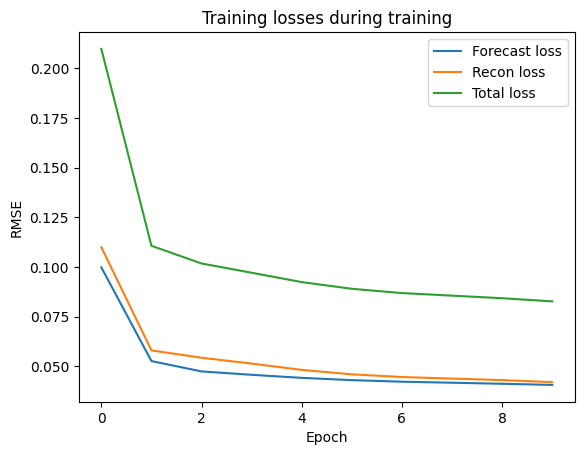 Training losses during training
Forecast loss
Recon loss
Total loss
0.200
0.175
0.150
0.125
0.100
0.075
0.050
RMSE
0 2 4 6 8
Epoch